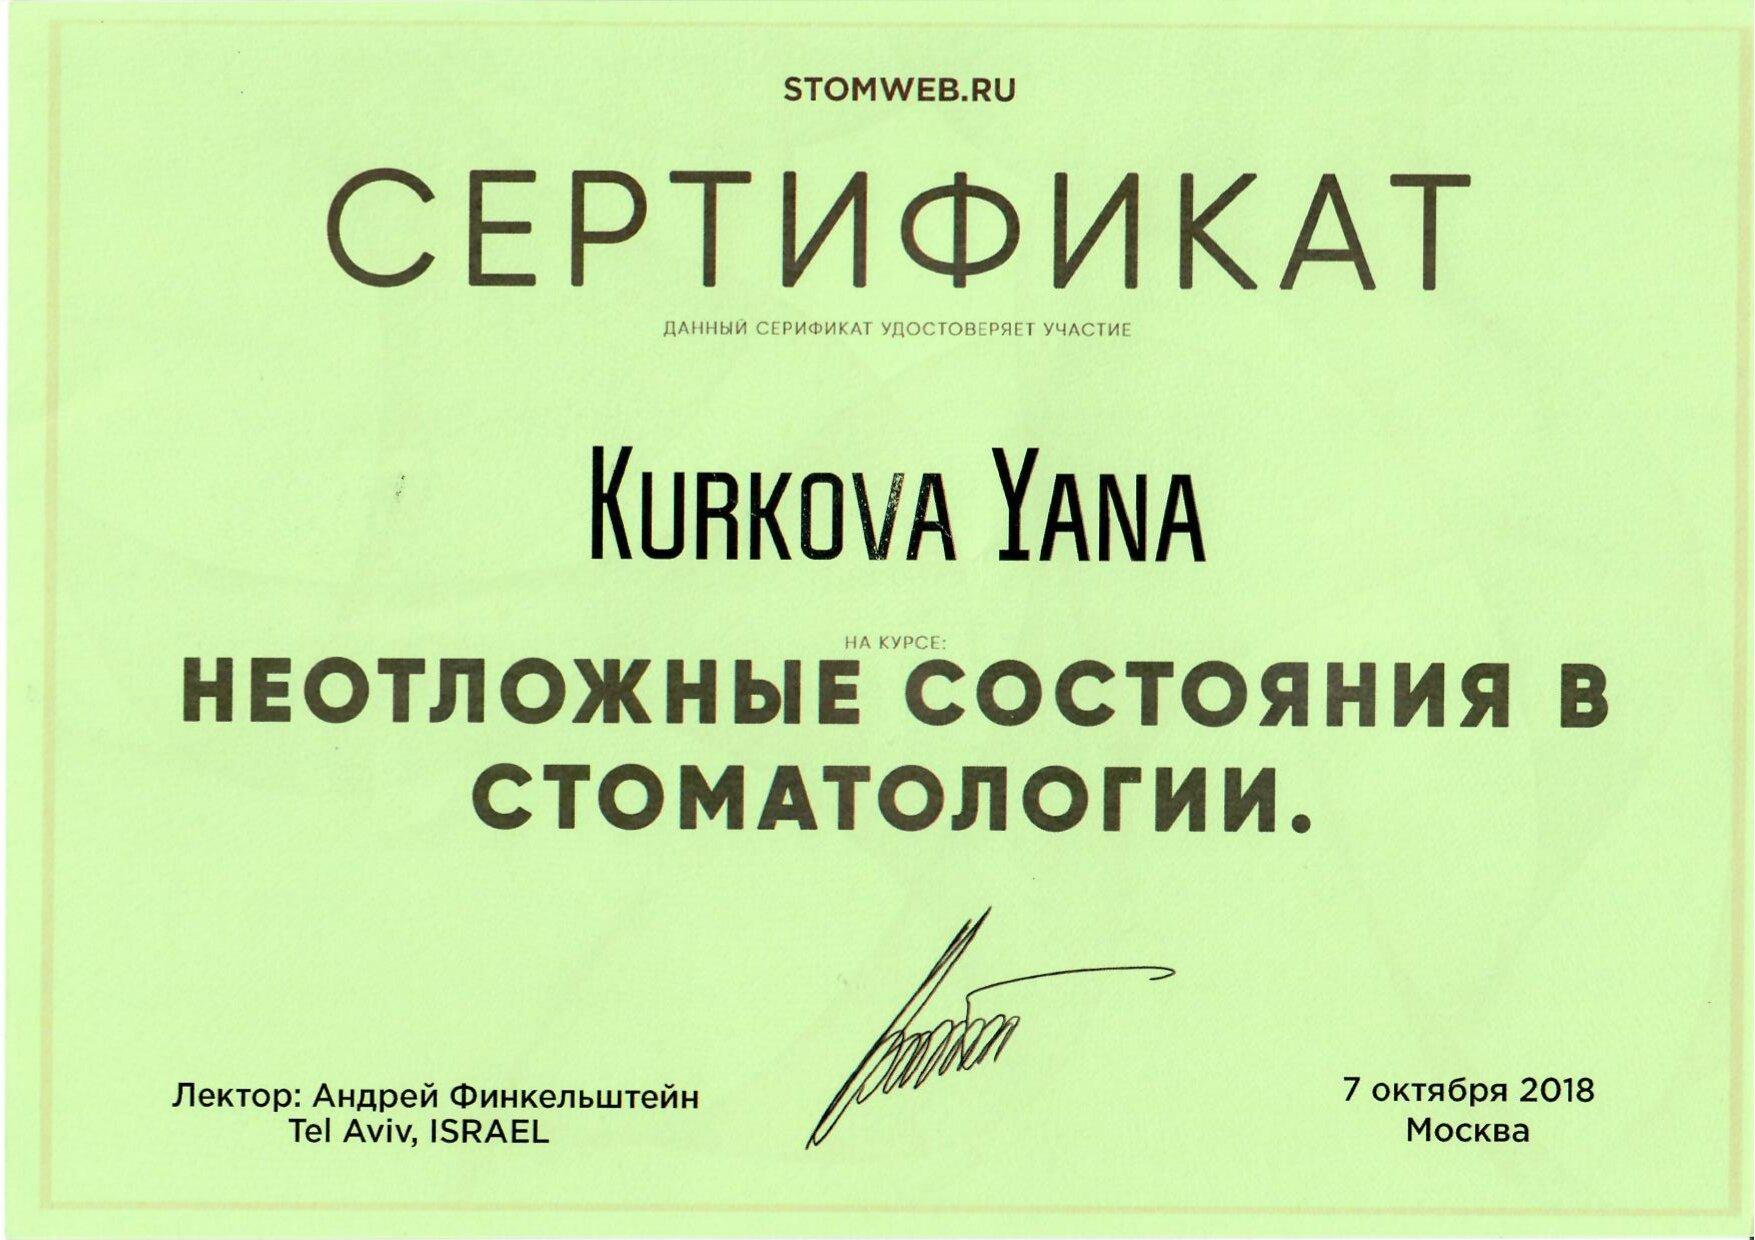 STOMWEB.RU
СЕРТИФИКАТ
ДАННЫЙ СЕРИФИКАТ УДОСТОВЕРЯЕТ УЧАСТИЕ
KURKOVA YANA
НА КУРСЕ:
НЕОТЛОЖНЫЕ СОСТОЯНИЯ В
СТОМАТОЛОГИИ.
Лектор: Андрей Финкельштейн
Tel Aviv, ISRAEL
7 октября 2018
Москва